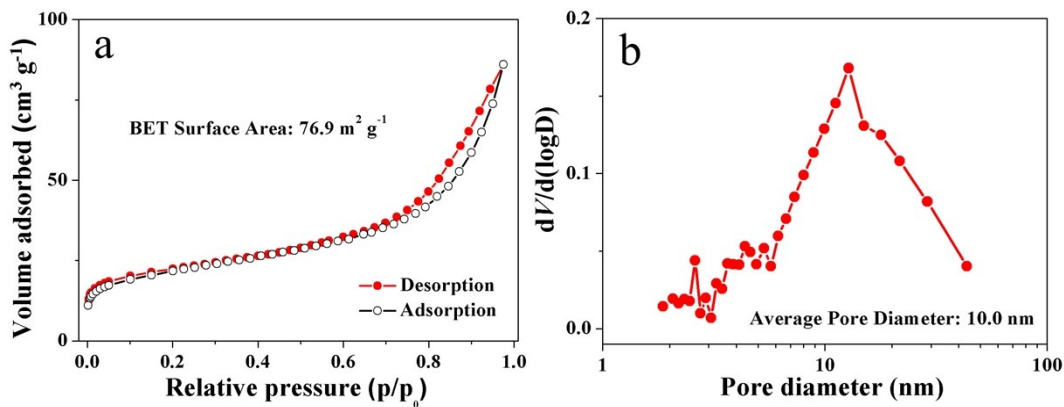 a
100
50
0
Volume adsorbed (cm³ g⁻¹)
BET Surface Area: 76.9 m² g⁻¹
Desorption
Adsorption
0.0 0.2 0.4 0.6 0.8 1.0
Relative pressure (p/p₀)
b
0.2
0.1
0.0
dV/d(logD)
Average Pore Diameter: 10.0 nm
1 10 100
Pore diameter (nm)